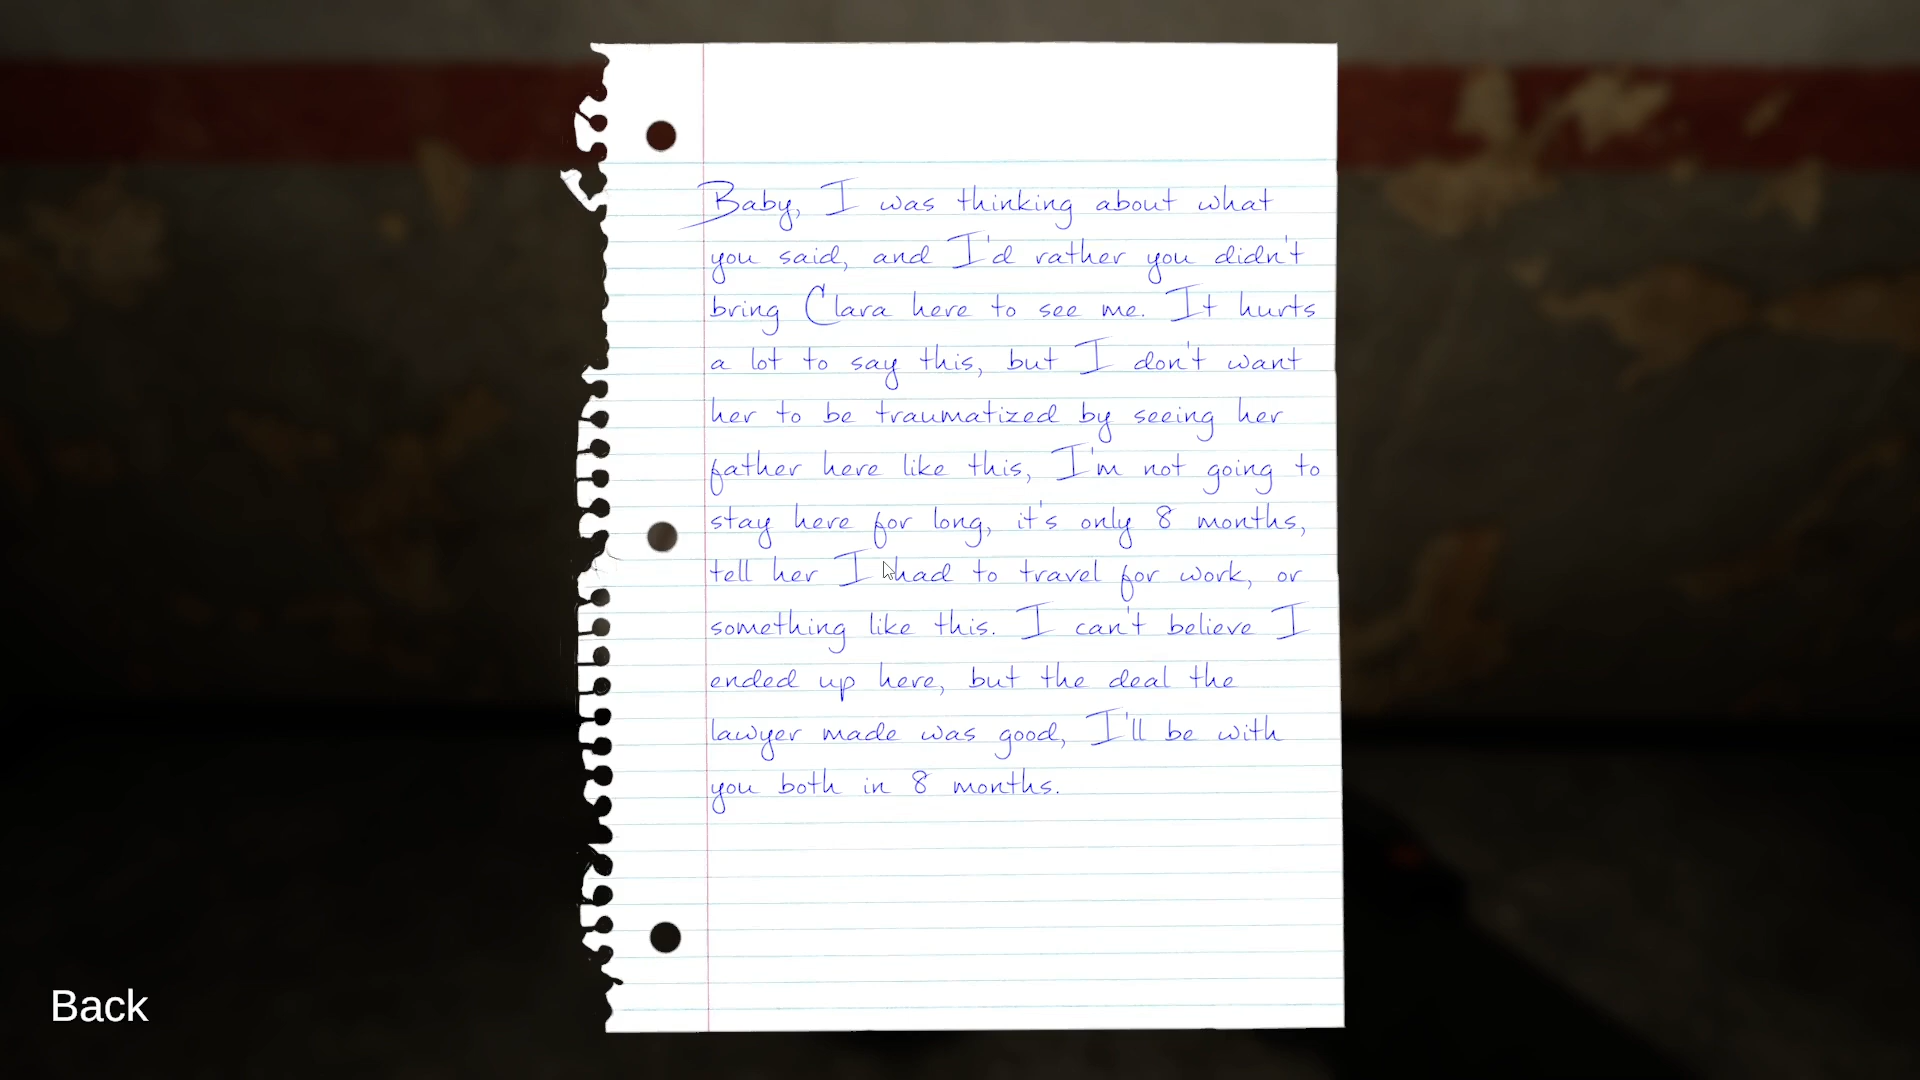 Baby, I was thinking about what
you said, and I'd rather you didn't
bring Clara here to see me. It hurts
a lot to say this, but I don't want
her to be traumatized by seeing her
father here like this, I'm not going to
stay here for long, it's only 8 months,
tell her I had to travel for work, or
something like this. I can't believe I
ended up here, but the deal the
lawyer made was good, I'll be with
you both in 8 months.
Back